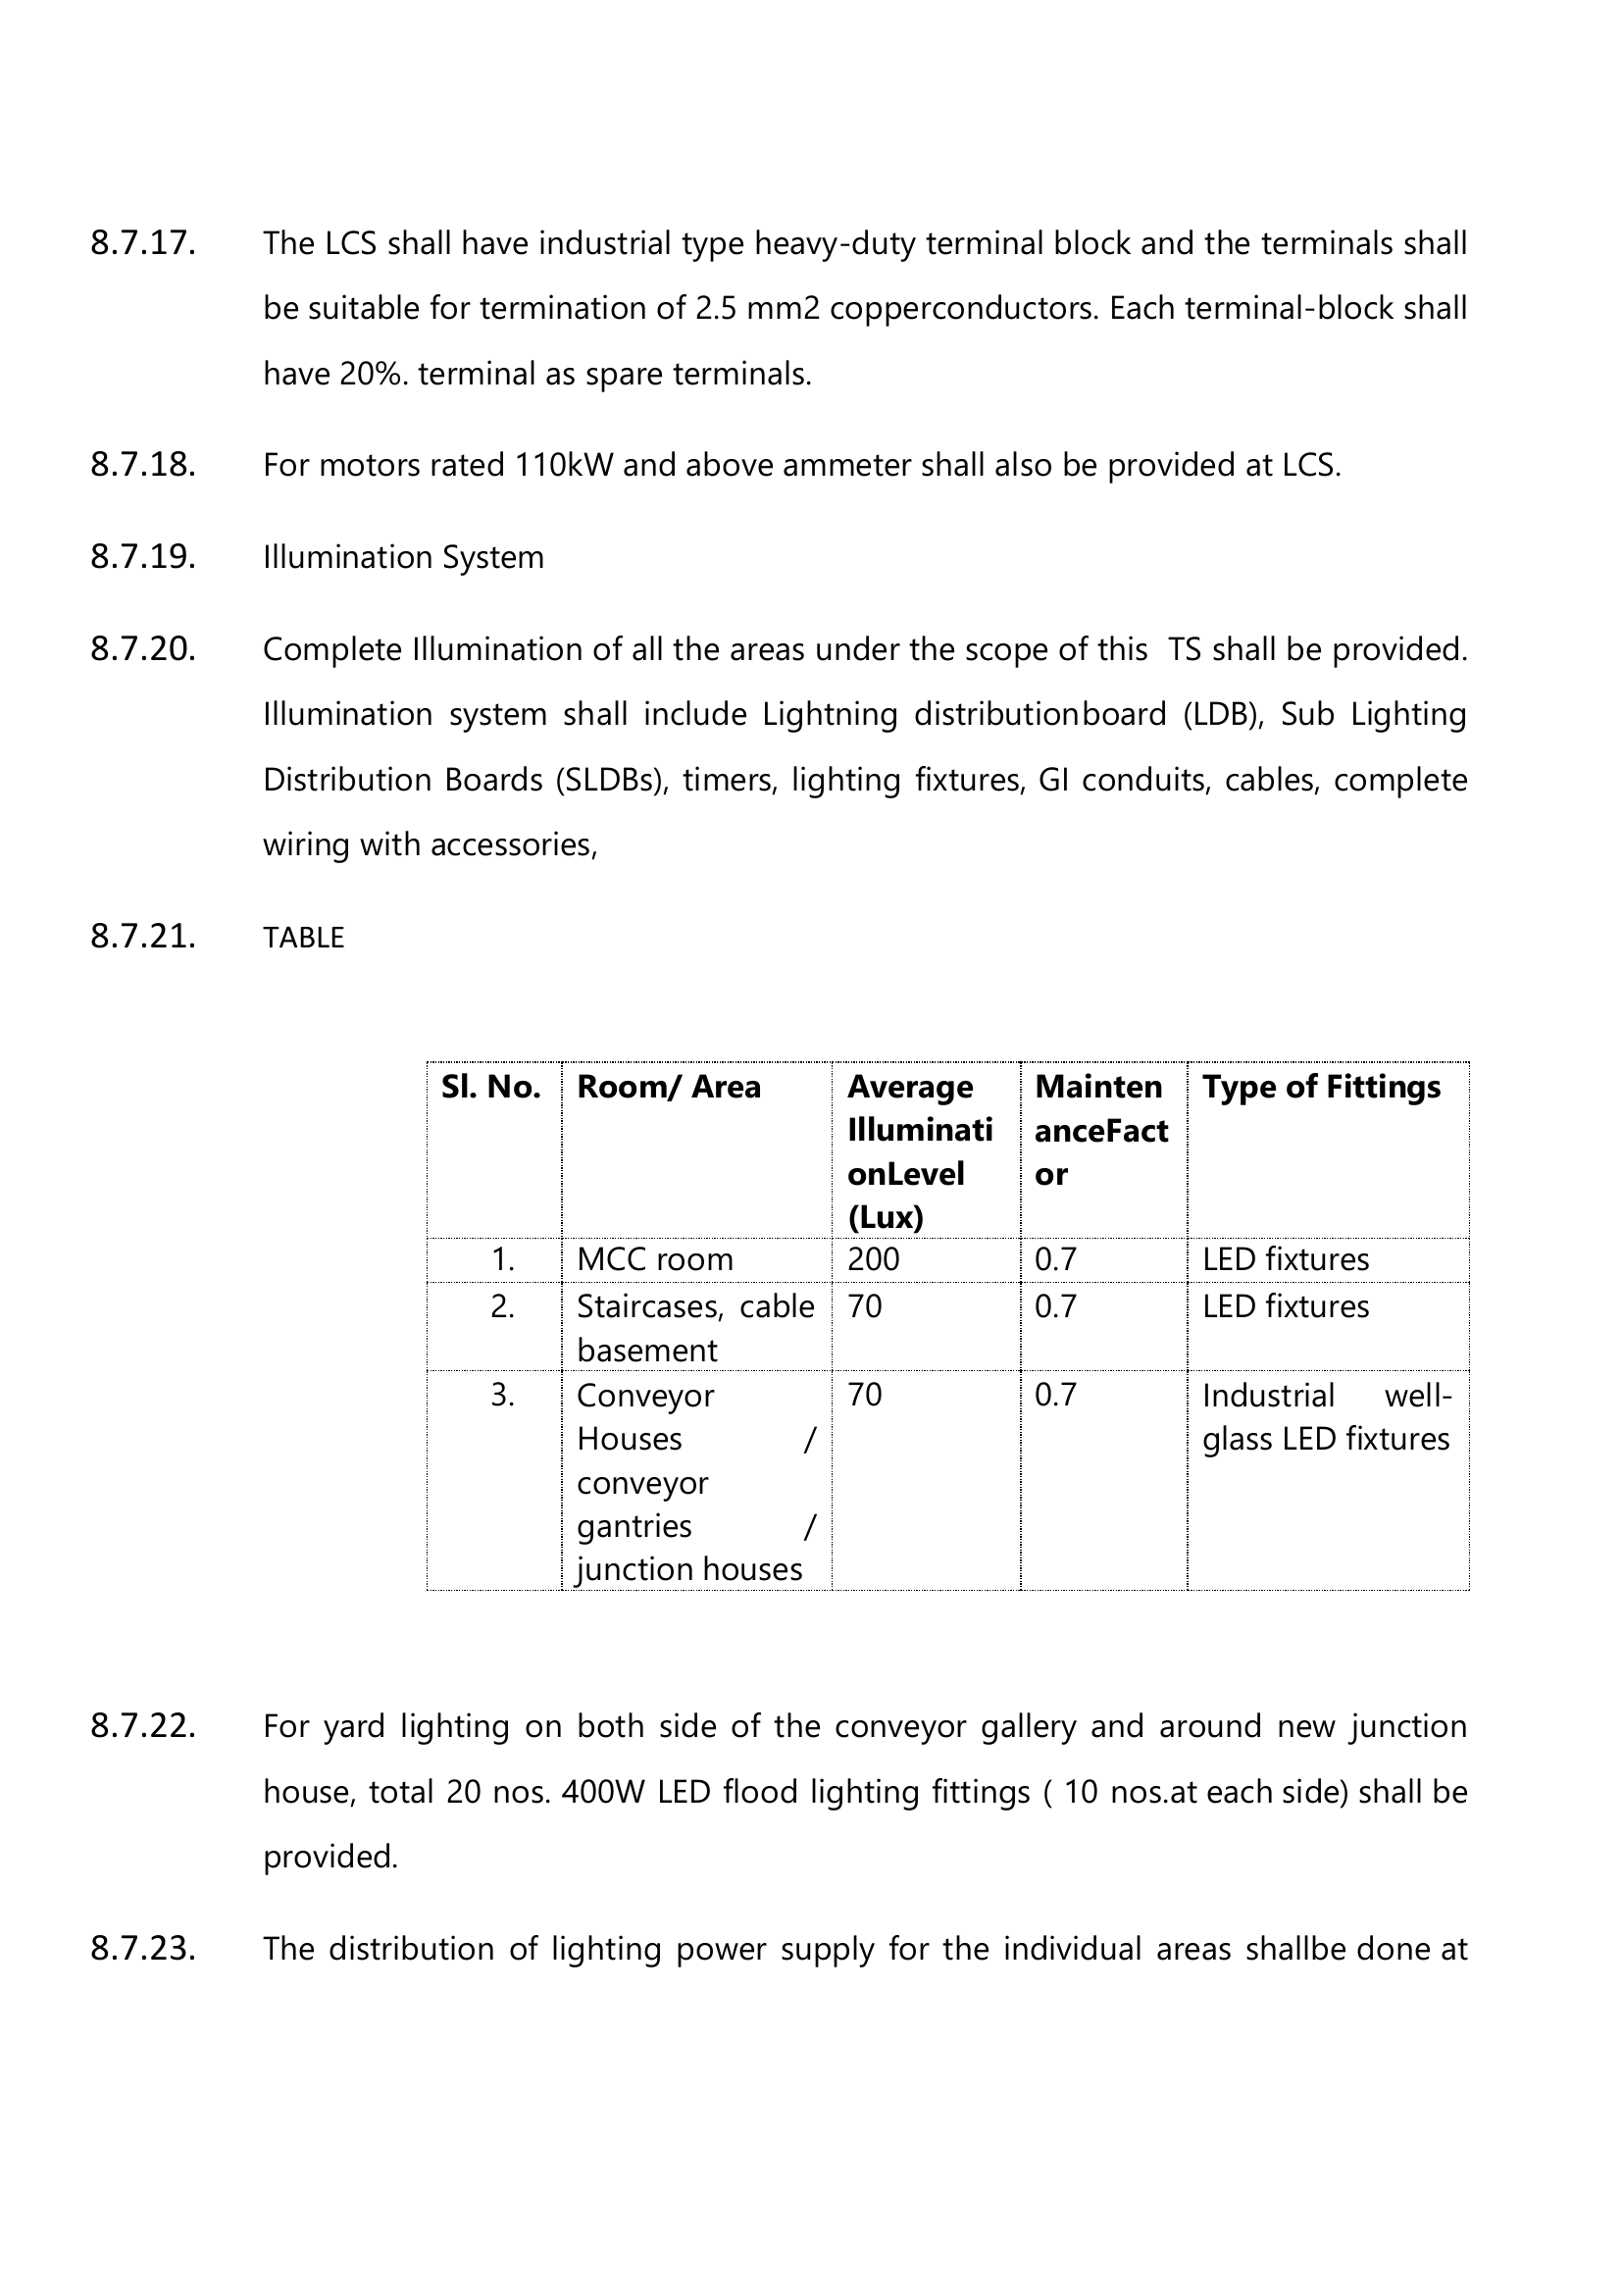 8.7.17. The LCS shall have industrial type heavy-duty terminal block and the terminals shall
be suitable for termination of 2.5 mm2 copperconductors. Each terminal-block shall
have 20%. terminal as spare terminals.
8.7.18. For motors rated 110kW and above ammeter shall also be provided at LCS.
8.7.19. Illumination System
8.7.20. Complete Illumination of all the areas under the scope of this TS shall be provided.
Illumination system shall include Lightning distributionboard (LDB), Sub Lighting
Distribution Boards (SLDBs), timers, lighting fixtures, GI conduits, cables, complete
wiring with accessories,
8.7.21. TABLE
Sl. No. Room/ Area Average Mainten Type of Fittings
Illuminati anceFact
onLevel or
(Lux)
1. MCC room 200 0.7 LED fixtures
2. Staircases, cable 70 0.7 LED fixtures
basement
3. Conveyor 70 0.7 Industrial well-
Houses / glass LED fixtures
conveyor
gantries /
junction houses
8.7.22. For yard lighting on both side of the conveyor gallery and around new junction
house, total 20 nos. 400W LED flood lighting fittings ( 10 nos.at each side) shall be
provided.
8.7.23. The distribution of lighting power supply for the individual areas shallbe done at